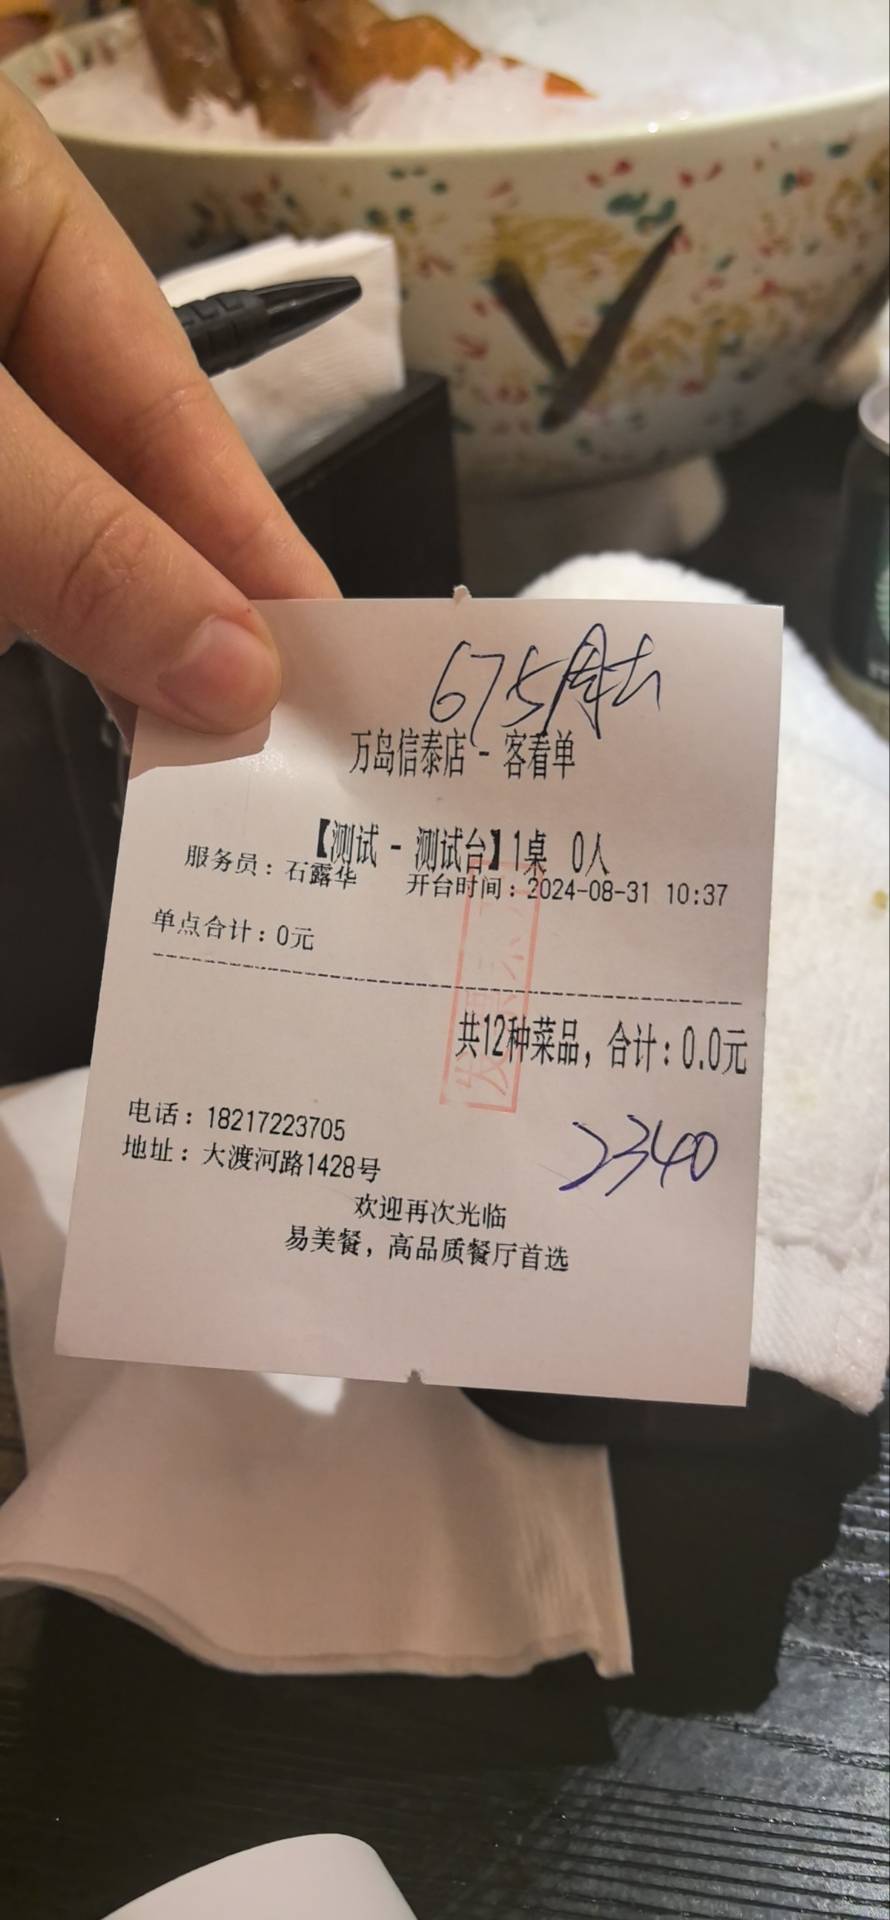 675
万岛信泰店 - 客看单
【测试 - 测试台】1桌 0人
服务员：石露华 开台时间：2024-08-31 10:37
单点合计：0元
共12种菜品，合计：0.0元
电话：18217223705
2340
地址：大渡河路1428号
欢迎再次光临
易美餐，高品质餐厅首选